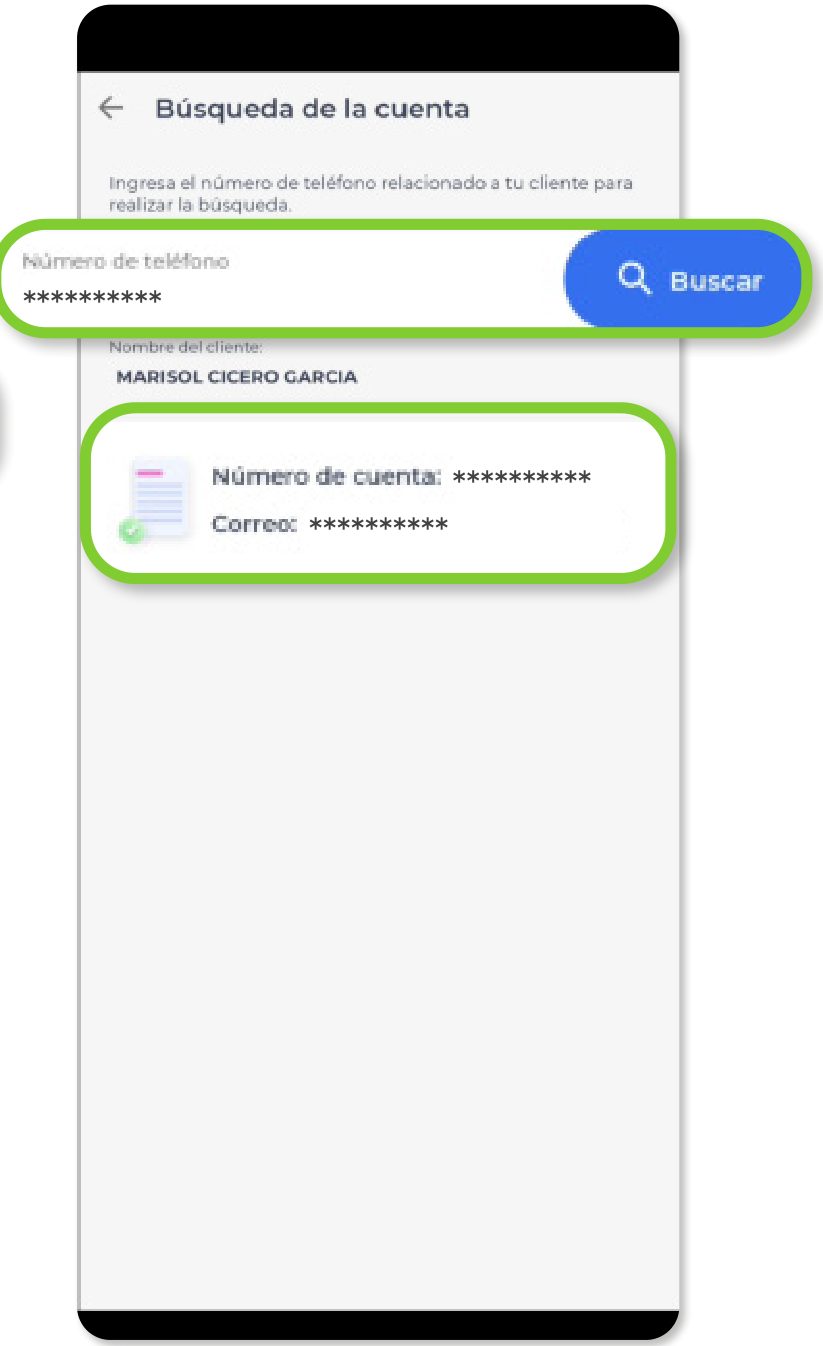 Búsqueda de la cuenta
Ingresa el número de teléfono relacionado a tu cliente para
realizar la búsqueda.
Número de teléfono
**********
Buscar
Nombre del cliente:
MARISOL CICERO GARCIA
Número de cuenta: **********
Correo: **********